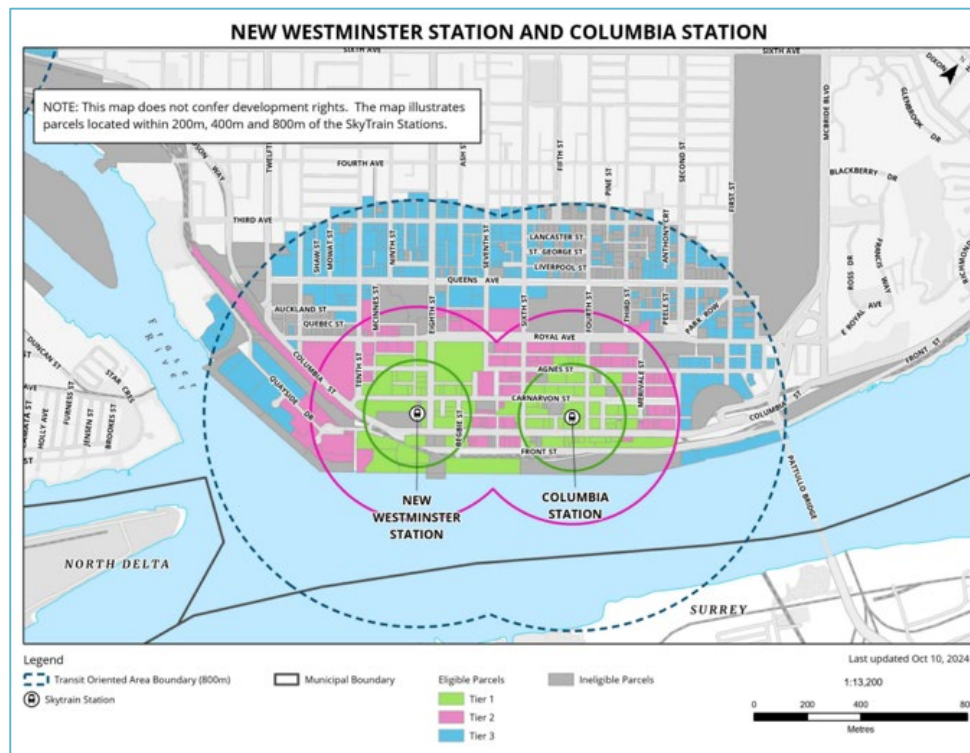 NEW WESTMINSTER STATION AND COLUMBIA STATION
SIXTH AVE
SIXTH AVE
NOTE: This map does not confer development rights. The map illustrates
parcels located within 200m, 400m and 800m of the SkyTrain Stations.
MCBRIDE BLVD
GLENBROOK DR
FOURTH AVE
FIFTH ST
PINE ST
SECOND ST
FIRST ST
BLACKBERRY DR
THIRD AVE
SHAW ST
MOWAT ST
NINTH ST
SEVENTH ST
LANCASTER ST
ST. GEORGE ST
LIVERPOOL ST
ANTHONY CRT
ROSS DR
FRANCIS WAY
QUEENS AVE
AUCKLAND ST
QUEBEC ST
MCINNES ST
EIGHTH ST
SIXTH ST
FOURTH ST
THIRD ST
PEELE ST
PARK ROW
E ROYAL AVE
Fraser River
ROYAL AVE
DUNCAN ST
STAR CRES
COLUMBIA ST
TENTH ST
AGNES ST
CARNARVON ST
MERIVALE ST
FRONT ST
COLUMBIA ST
QUAYSIDE DR
BEGBIE ST
FRONT ST
HOLLY AVE
FURNESS ST
JENSEN ST
BROOKES ST
NEW
WESTMINSTER
STATION
COLUMBIA
STATION
PATTULLO BRIDGE
NORTH DELTA
SURREY
Legend
Last updated Oct 10, 2024
Transit Oriented Area Boundary (800m)
Municipal Boundary
Eligible Parcels
Ineligible Parcels
1:13,200
Skytrain Station
Tier 1
Tier 2
Tier 3
0 200 400 80
Metres